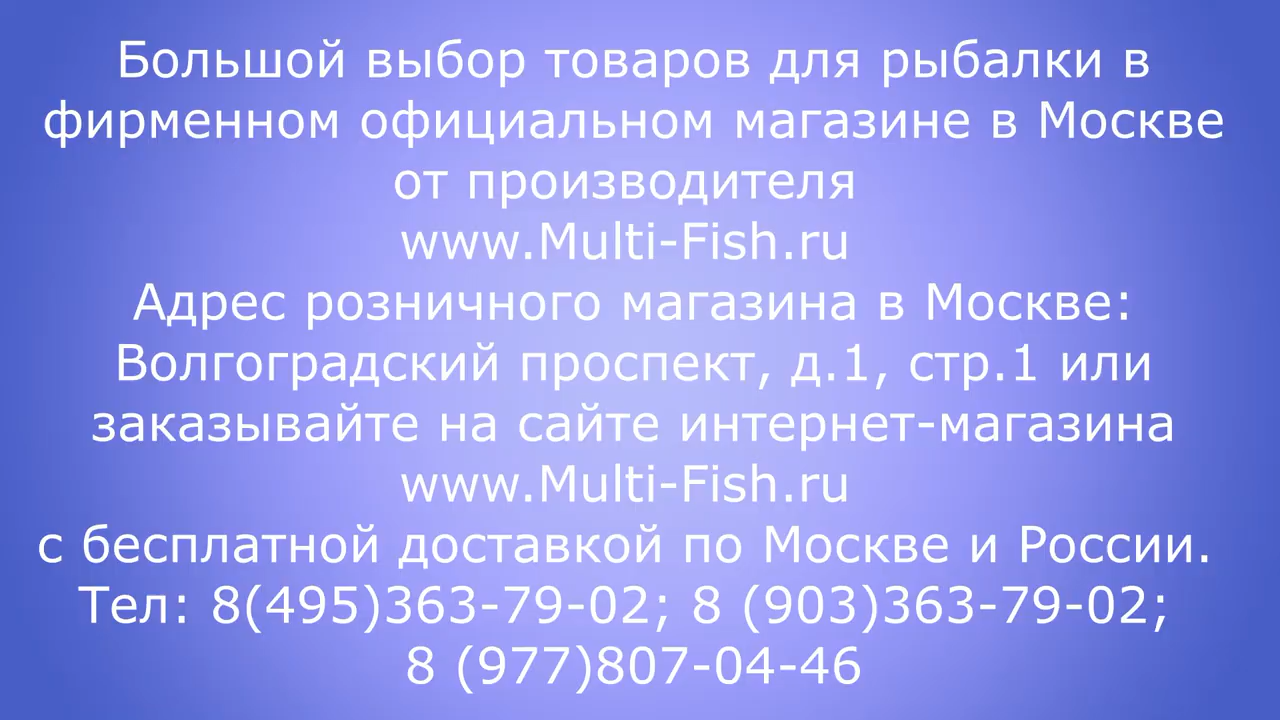 Большой выбор товаров для рыбалки в
фирменном официальном магазине в Москве
от производителя
www.Multi-Fish.ru
Адрес розничного магазина в Москве:
Волгоградский проспект, д.1, стр.1 или
заказывайте на сайте интернет-магазина
www.Multi-Fish.ru
с бесплатной доставкой по Москве и России.
Тел: 8(495)363-79-02; 8 (903)363-79-02;
8 (977)807-04-46